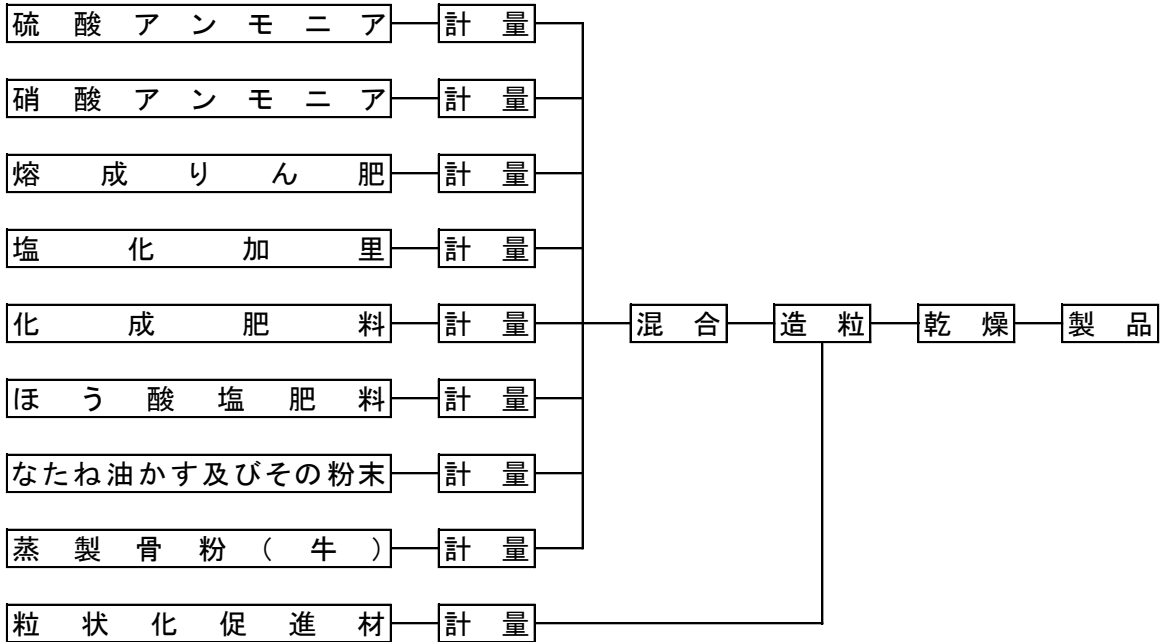 硫酸アンモニア 計量
硝酸アンモニア 計量
熔成りん肥 計量
塩化加里 計量
化成肥料 計量 混合 造粒 乾燥 製品
ほう酸塩肥料 計量
なたね油かす及びその粉末 計量
蒸製骨粉(牛) 計量
粒状化促進材 計量